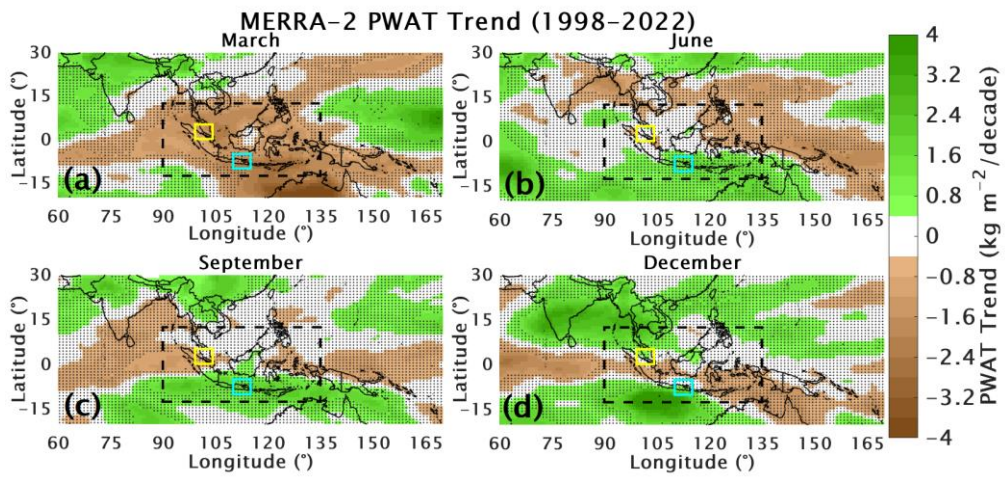 MERRA-2 PWAT Trend (1998-2022)
March
June
30
15
0
-15
Latitude (°)
(a)
60 75 90 105 120 135 150 165
Longitude (°)
30
15
0
-15
Latitude (°)
(b)
60 75 90 105 120 135 150 165
Longitude (°)
September
December
30
15
0
-15
Latitude (°)
(c)
60 75 90 105 120 135 150 165
Longitude (°)
30
15
0
-15
Latitude (°)
(d)
60 75 90 105 120 135 150 165
Longitude (°)
4
3.2
2.4
1.6
0.8
0
-0.8
-1.6
-2.4
-3.2
-4
PWAT Trend (kg m⁻²/decade)